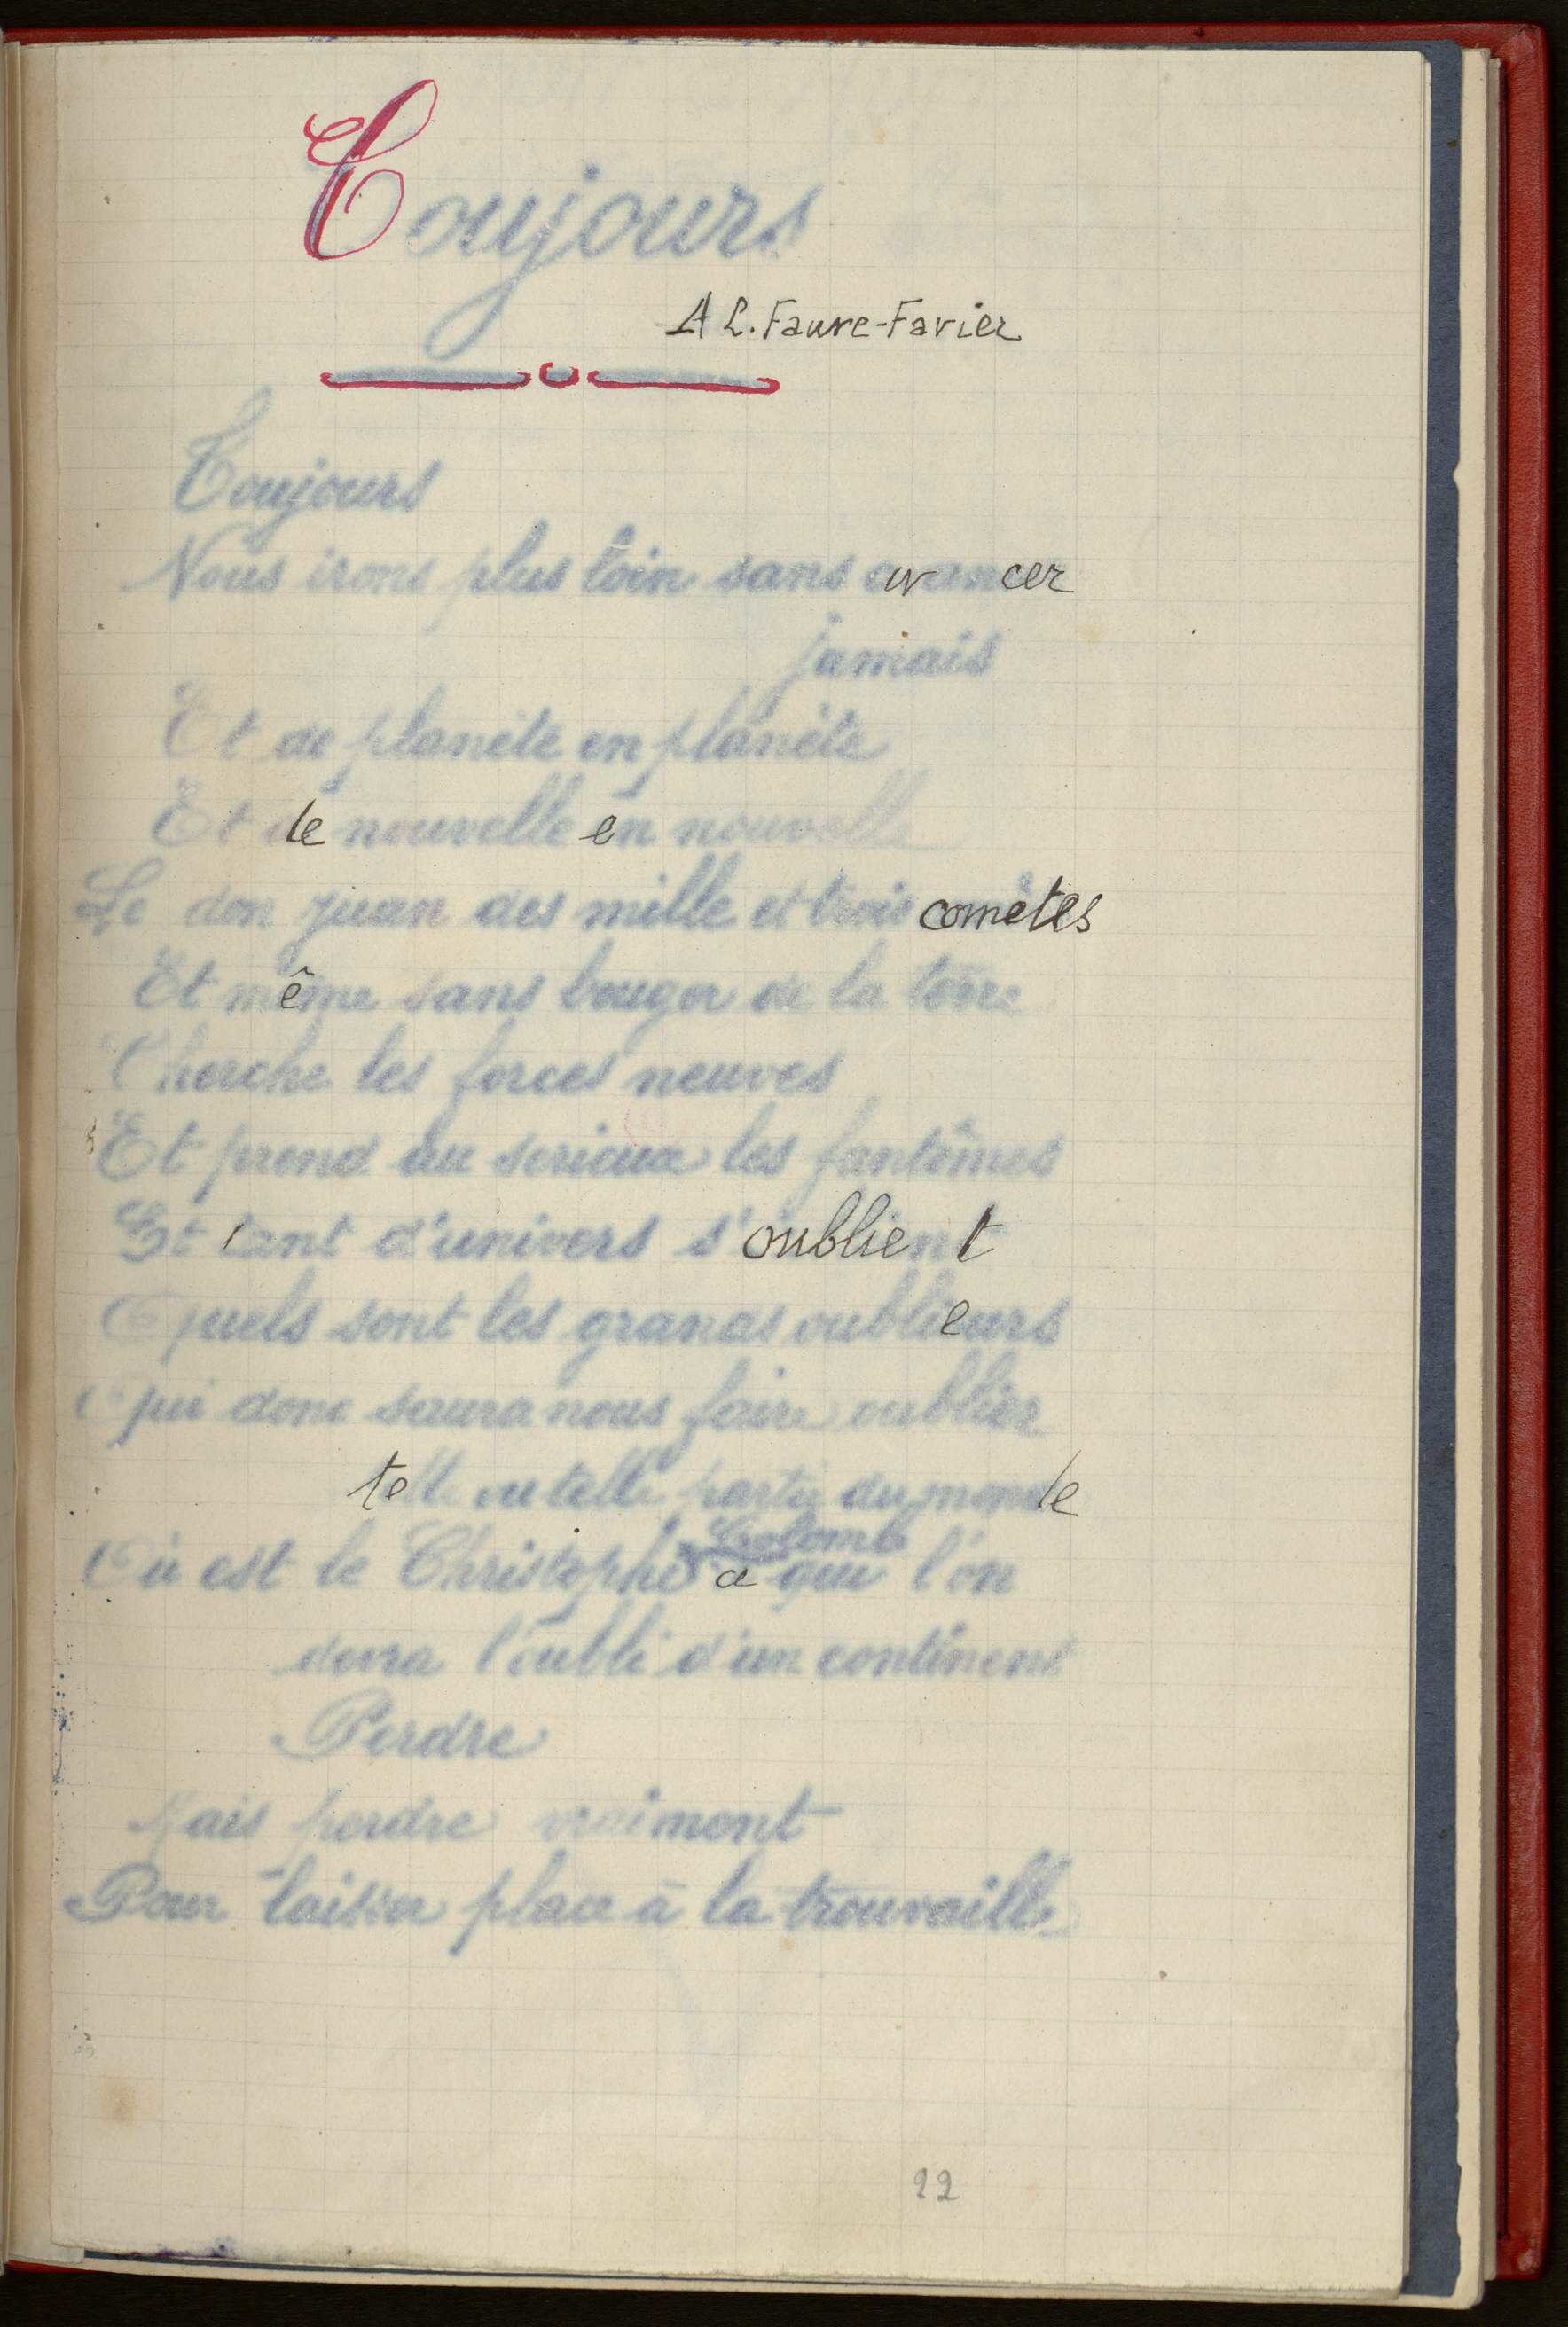 Toujours
A L. Faure-Favier
Toujours
Nous irons plus loin sans avancer
jamais
Et de planète en planète
Et de nouvelle en nouvelle
Le don Juan des mille et trois comètes
Et même sans bouger de la terre
Cherche les forces neuves
Et prend au serieux les fantômes
Et tant d'univers s'oublient
Quels sont les grands oublieurs
Qui donc saura nous faire oublier
telle ou telle partie du monde
Où est le Christophe Colomb à qui l'on
devra l'oubli d'un continent
Perdre
Mais perdre vraiment
Pour laisser place à la trouvaille
22